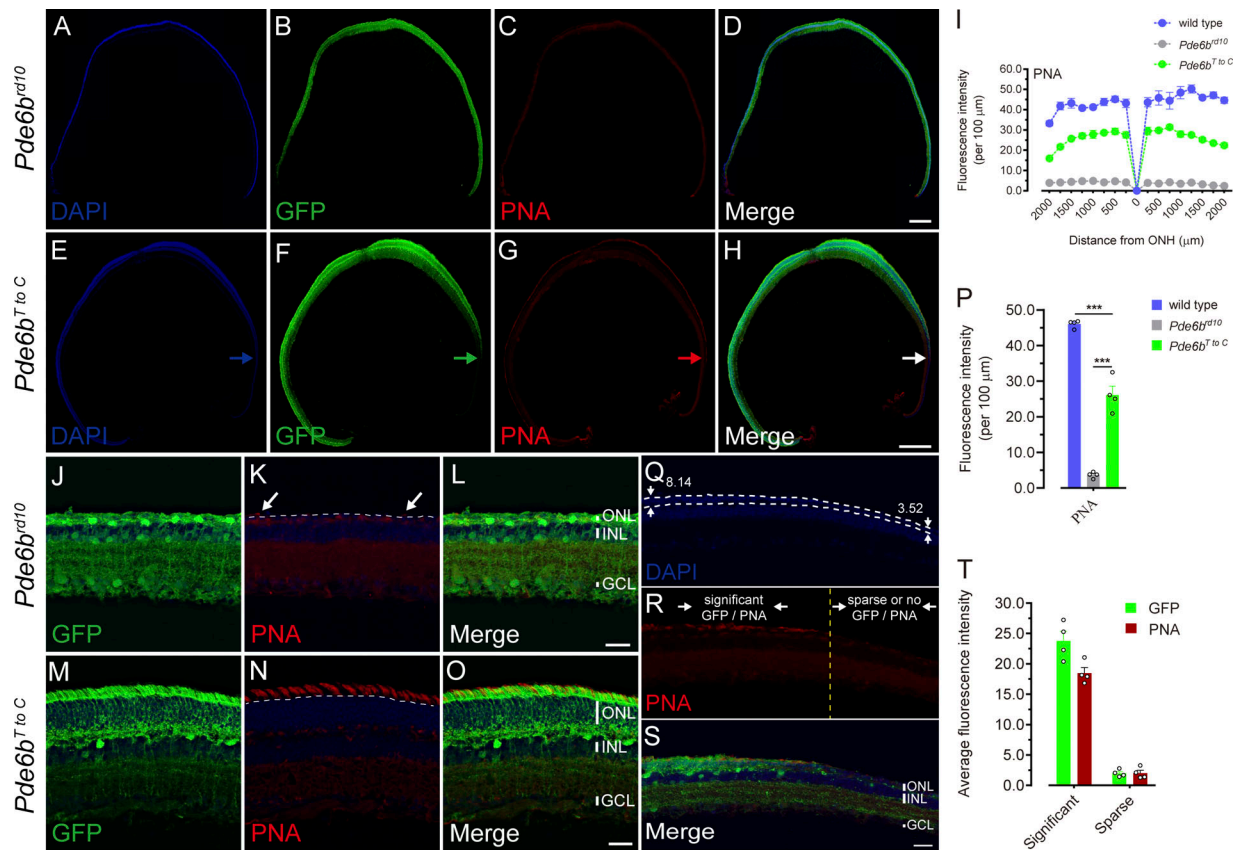 A
B
C
D
Pde6b^rd10
DAPI
GFP
PNA
Merge
E
F
G
H
Pde6b^T to C
DAPI
GFP
PNA
Merge
I
wild type
Pde6b^rd10
Pde6b^T to C
PNA
Fluorescence intensity
(per 100 μm)
60.0
50.0
40.0
30.0
20.0
10.0
0.0
2000
1500
1000
500
0
500
1000
1500
2000
Distance from ONH (μm)
J
K
L
Pde6b^rd10
ONL
INL
GCL
GFP
PNA
Merge
M
N
O
Pde6b^T to C
ONL
INL
GCL
GFP
PNA
Merge
P
wild type
Pde6b^rd10
Pde6b^T to C
***
***
Fluorescence intensity
(per 100 μm)
50.0
40.0
30.0
20.0
10.0
0.0
PNA
Q
8.14
3.52
DAPI
R
significant
GFP / PNA
sparse or no
GFP / PNA
PNA
S
ONL
INL
GCL
Merge
T
GFP
PNA
Average fluorescence intensity
30.0
25.0
20.0
15.0
10.0
5.0
0.0
Significant
Sparse